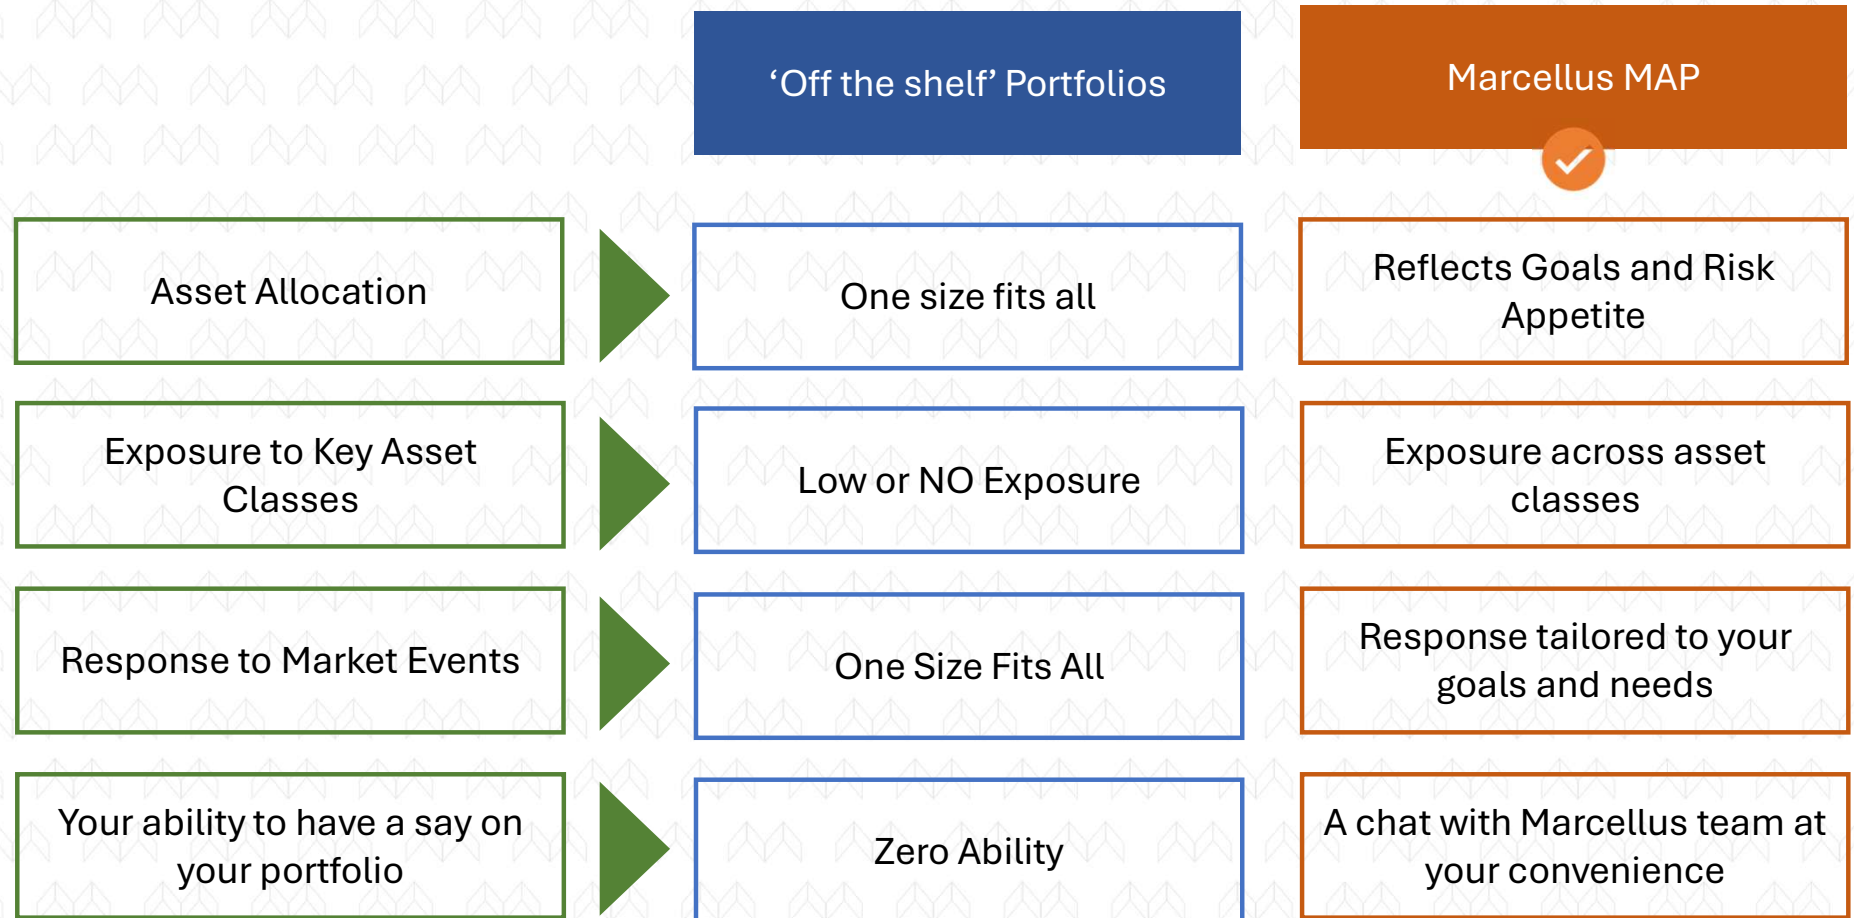 ‘Off the shelf’ Portfolios
Marcellus MAP
Asset Allocation
One size fits all
Reflects Goals and Risk
Appetite
Exposure to Key Asset
Classes
Low or NO Exposure
Exposure across asset
classes
Response to Market Events
One Size Fits All
Response tailored to your
goals and needs
Your ability to have a say on
your portfolio
Zero Ability
A chat with Marcellus team at
your convenience